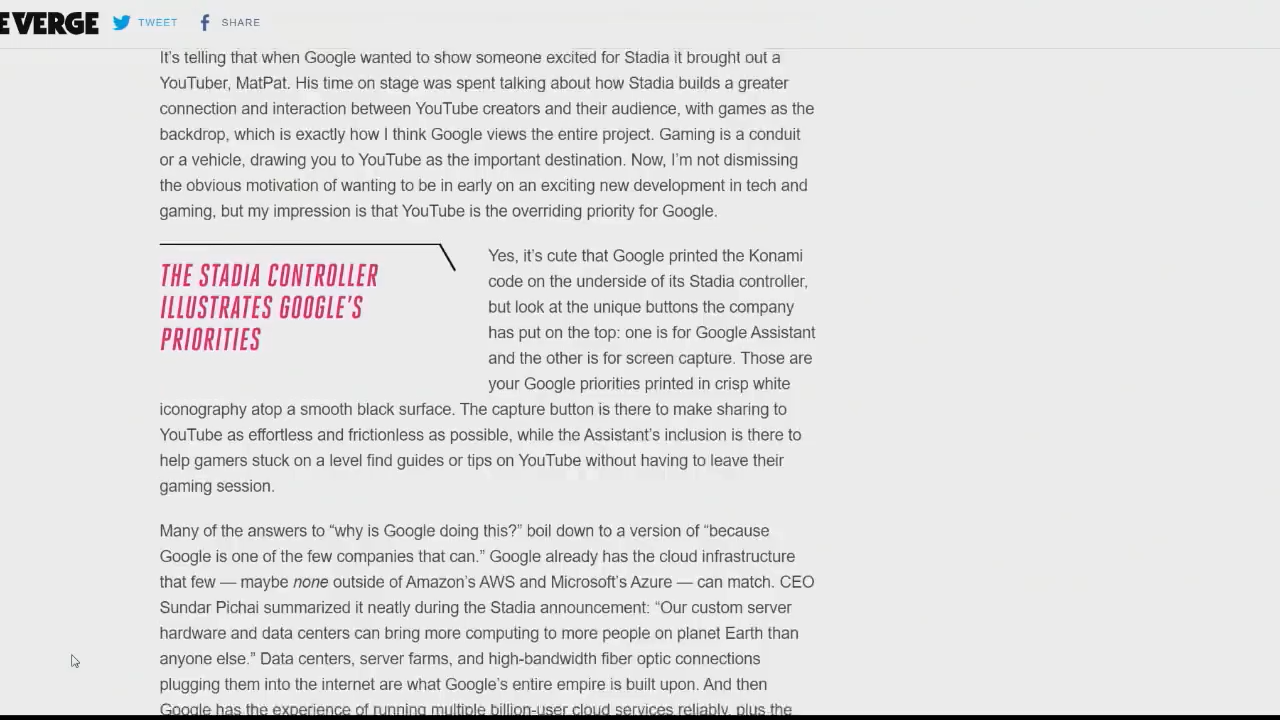 E VERGE
TWEET
SHARE
It’s telling that when Google wanted to show someone excited for Stadia it brought out a
YouTuber, MatPat. His time on stage was spent talking about how Stadia builds a greater
connection and interaction between YouTube creators and their audience, with games as the
backdrop, which is exactly how I think Google views the entire project. Gaming is a conduit
or a vehicle, drawing you to YouTube as the important destination. Now, I’m not dismissing
the obvious motivation of wanting to be in early on an exciting new development in tech and
gaming, but my impression is that YouTube is the overriding priority for Google.
THE STADIA CONTROLLER
ILLUSTRATES GOOGLE’S
PRIORITIES
Yes, it’s cute that Google printed the Konami
code on the underside of its Stadia controller,
but look at the unique buttons the company
has put on the top: one is for Google Assistant
and the other is for screen capture. Those are
your Google priorities printed in crisp white
iconography atop a smooth black surface. The capture button is there to make sharing to
YouTube as effortless and frictionless as possible, while the Assistant’s inclusion is there to
help gamers stuck on a level find guides or tips on YouTube without having to leave their
gaming session.
Many of the answers to “why is Google doing this?” boil down to a version of “because
Google is one of the few companies that can.” Google already has the cloud infrastructure
that few — maybe none outside of Amazon’s AWS and Microsoft’s Azure — can match. CEO
Sundar Pichai summarized it neatly during the Stadia announcement: “Our custom server
hardware and data centers can bring more computing to more people on planet Earth than
anyone else.” Data centers, server farms, and high-bandwidth fiber optic connections
plugging them into the internet are what Google’s entire empire is built upon. And then
Google has the experience of running multiple billion-user cloud services reliably, plus the